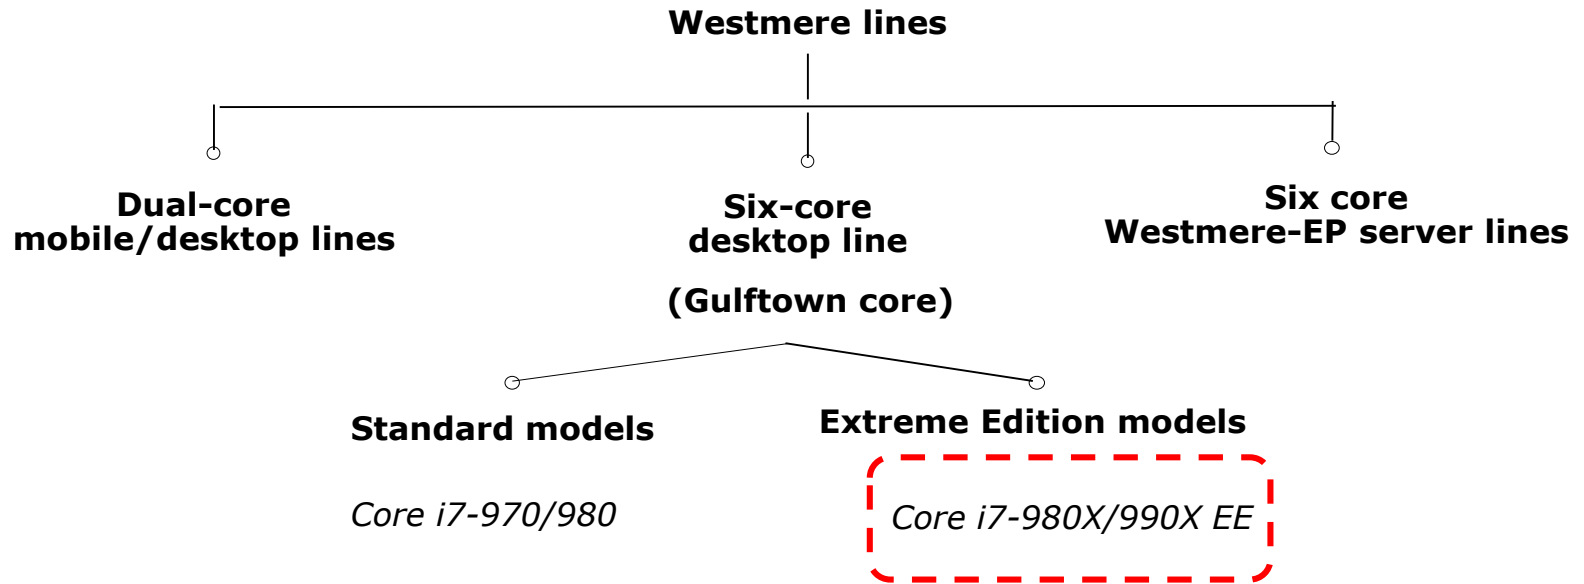 Westmere lines
Dual-core
mobile/desktop lines
Six-core
desktop line
(Gulftown core)
Six core
Westmere-EP server lines
Standard models
Core i7-970/980
Extreme Edition models
Core i7-980X/990X EE